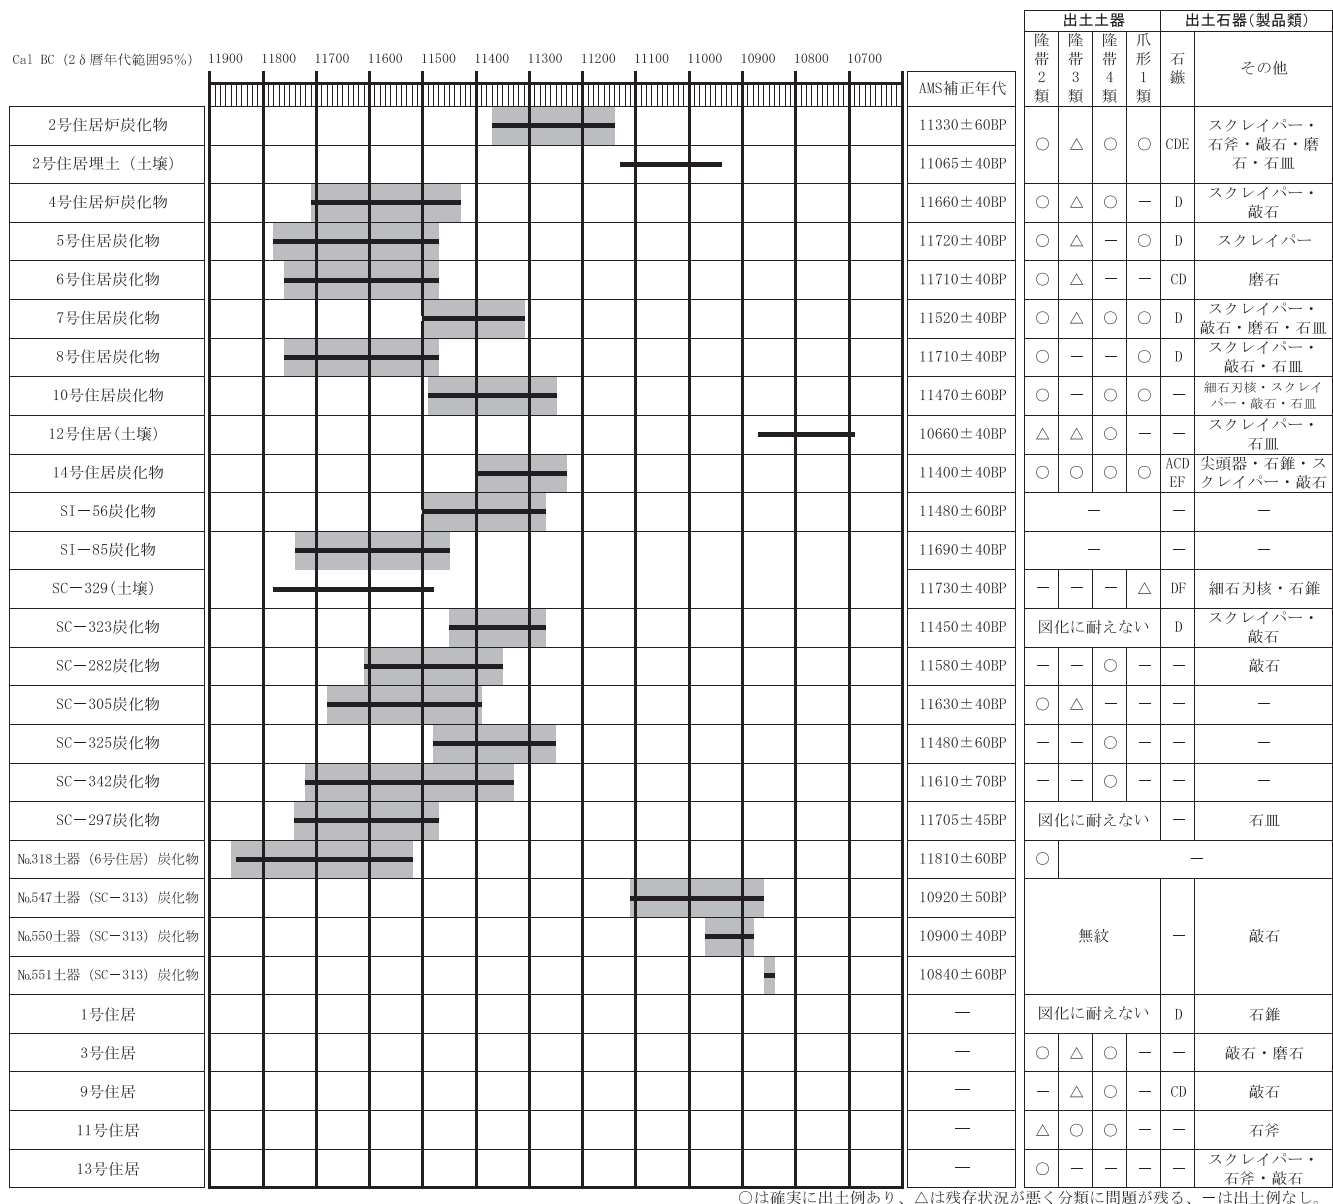 出土土器 出土石器(製品類)
Cal BC (2δ暦年代範囲95%) 11900 11800 11700 11600 11500 11400 11300 11200 11100 11000 10900 10800 10700 AMS補正年代 隆帯2類 隆帯3類 隆帯4類 爪形1類 石鏃 その他
2号住居炉炭化物 11330±60BP ○ △ ○ ○ CDE スクレイパー・
石斧・敲石・磨
石・石皿
2号住居埋土(土壌) 11065±40BP
4号住居炉炭化物 11660±40BP ○ △ ○ − D スクレイパー・
敲石
5号住居炭化物 11720±40BP ○ △ − ○ D スクレイパー
6号住居炭化物 11710±40BP ○ △ − − CD 磨石
7号住居炭化物 11520±40BP ○ △ ○ ○ D スクレイパー・
敲石・磨石・石皿
8号住居炭化物 11710±40BP ○ − − ○ D スクレイパー・
敲石・石皿
10号住居炭化物 11470±60BP ○ − ○ ○ − 細石刃核・スクレイ
パー・敲石・石皿
12号住居(土壌) 10660±40BP △ △ ○ − − スクレイパー・
石皿
14号住居炭化物 11400±40BP ○ ○ ○ ○ ACD 尖頭器・石錐・ス
EF クレイパー・敲石
SI−56炭化物 11480±60BP − − −
SI−85炭化物 11690±40BP − − −
SC−329(土壌) 11730±40BP − − − △ DF 細石刃核・石錐
SC−323炭化物 11450±40BP 図化に耐えない D スクレイパー・
敲石
SC−282炭化物 11580±40BP − − ○ − − 敲石
SC−305炭化物 11630±40BP ○ △ − − − −
SC−325炭化物 11480±60BP − − ○ − − −
SC−342炭化物 11610±70BP − − ○ − − −
SC−297炭化物 11705±45BP 図化に耐えない − 石皿
№318土器(6号住居)炭化物 11810±60BP ○ −
№547土器(SC−313)炭化物 10920±50BP
№550土器(SC−313)炭化物 10900±40BP 無紋 − 敲石
№551土器(SC−313)炭化物 10840±60BP
1号住居 − 図化に耐えない D 石錐
3号住居 − ○ △ ○ − − 敲石・磨石
9号住居 − − △ ○ − CD 敲石
11号住居 − △ ○ ○ − − 石斧
13号住居 − ○ − − − − スクレイパー・
石斧・敲石
○は確実に出土例あり、△は残存状況が悪く分類に問題が残る、−は出土例なし。